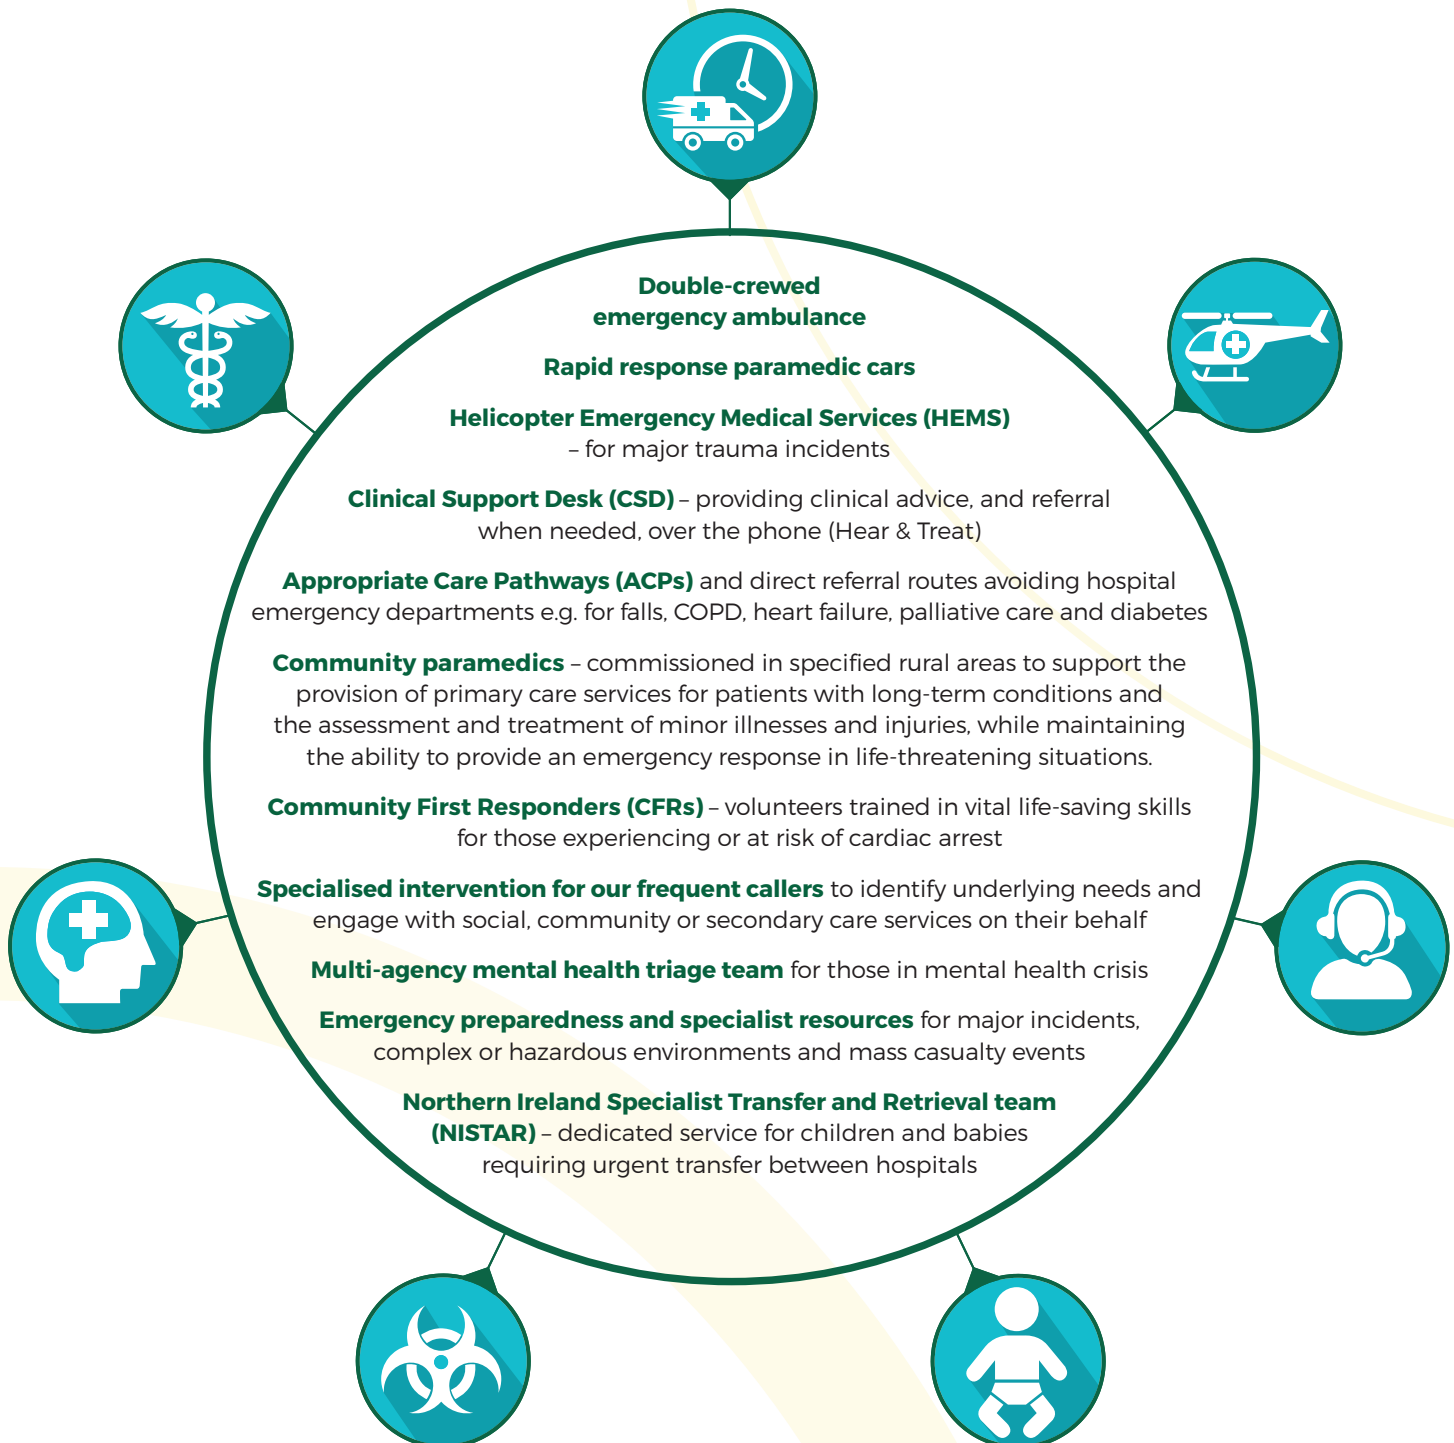 Double-crewed
emergency ambulance
Rapid response paramedic cars
Helicopter Emergency Medical Services (HEMS)
– for major trauma incidents
Clinical Support Desk (CSD) – providing clinical advice, and referral
when needed, over the phone (Hear & Treat)
Appropriate Care Pathways (ACPs) and direct referral routes avoiding hospital
emergency departments e.g. for falls, COPD, heart failure, palliative care and diabetes
Community paramedics – commissioned in specified rural areas to support the
provision of primary care services for patients with long-term conditions and
the assessment and treatment of minor illnesses and injuries, while maintaining
the ability to provide an emergency response in life-threatening situations.
Community First Responders (CFRs) – volunteers trained in vital life-saving skills
for those experiencing or at risk of cardiac arrest
Specialised intervention for our frequent callers to identify underlying needs and
engage with social, community or secondary care services on their behalf
Multi-agency mental health triage team for those in mental health crisis
Emergency preparedness and specialist resources for major incidents,
complex or hazardous environments and mass casualty events
Northern Ireland Specialist Transfer and Retrieval team
(NISTAR) – dedicated service for children and babies
requiring urgent transfer between hospitals